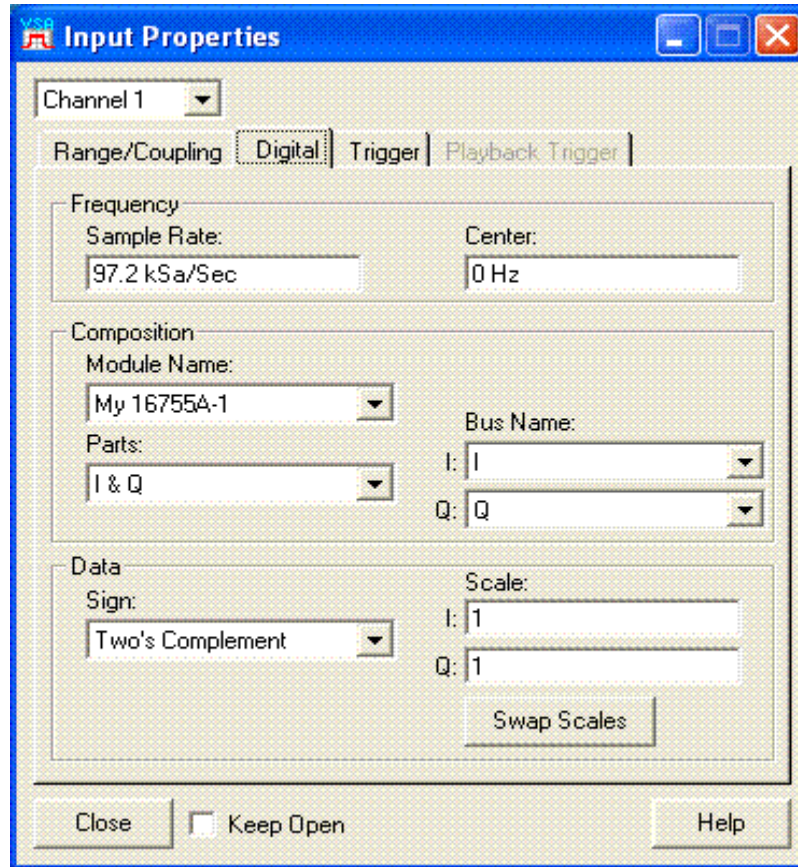 VSA
Input Properties
Channel 1
Range/Coupling Digital Trigger Playback Trigger
Frequency
Sample Rate: Center:
97.2 kSa/Sec 0 Hz
Composition
Module Name:
My 16755A-1
Bus Name:
Parts: I: I
I & Q Q: Q
Data
Sign: Scale:
Two's Complement I: 1
Q: 1
Swap Scales
Close Keep Open Help